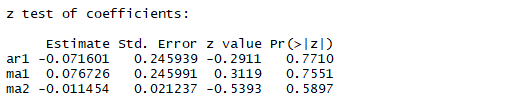 z test of coefficients:
Estimate Std. Error z value Pr(>|z|)
ar1 -0.071601 0.245939 -0.2911 0.7710
ma1 0.076726 0.245991 0.3119 0.7551
ma2 -0.011454 0.021237 -0.5393 0.5897